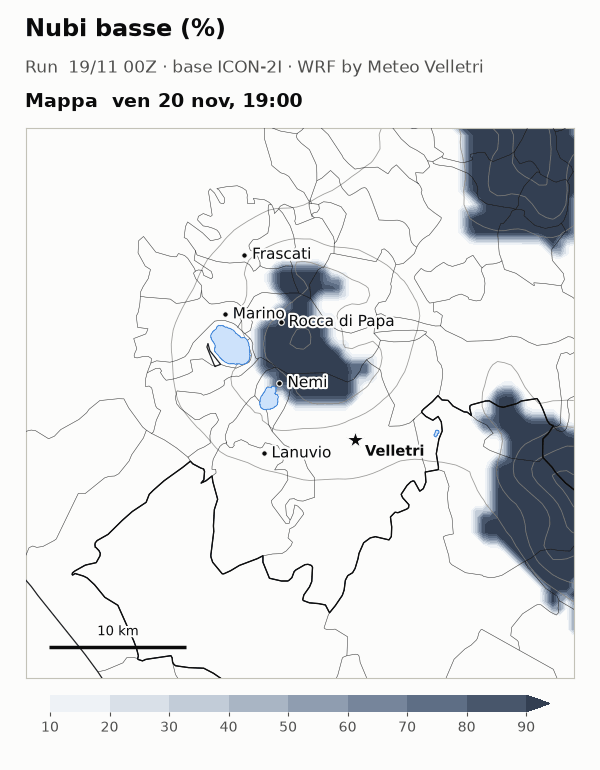 Nubi basse (%)
Run 19/11 00Z · base ICON-2I · WRF by Meteo Velletri
Mappa ven 20 nov, 19:00
Frascati
Marino
Rocca di Papa
Nemi
Velletri
Lanuvio
10 km
10 20 30 40 50 60 70 80 90